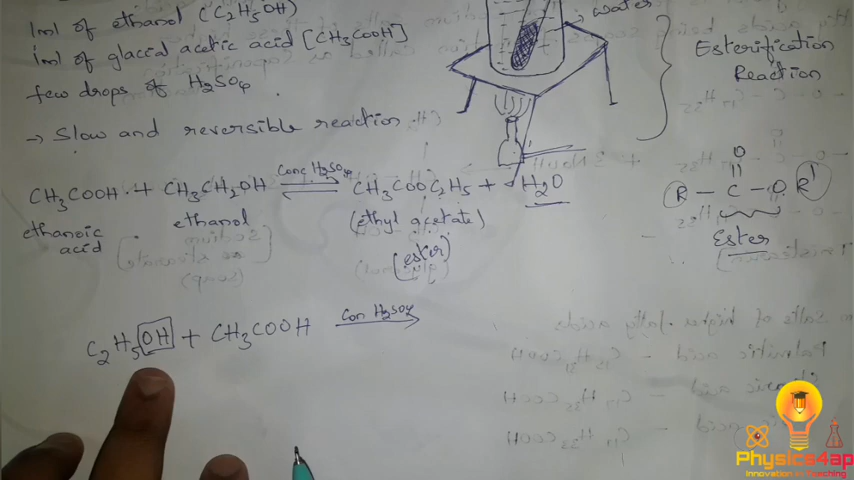 1ml of ethanol (C2H5OH)
1ml of glacial acetic acid [CH3COOH]
few drops of H2SO4 .
→ Slow and reversible reaction
water
Esterification
Reaction
CH3COOH + CH3CH2OH Conc H2SO4 ⇌ CH3COOC2H5 + H2O
ethanoic acid
ethanol
(ethyl acetate)
(ester)
O
R - C - O R'
Ester
C2H5OH + CH3COOH Con H2SO4 →
Physics4ap
Innovation in Teaching